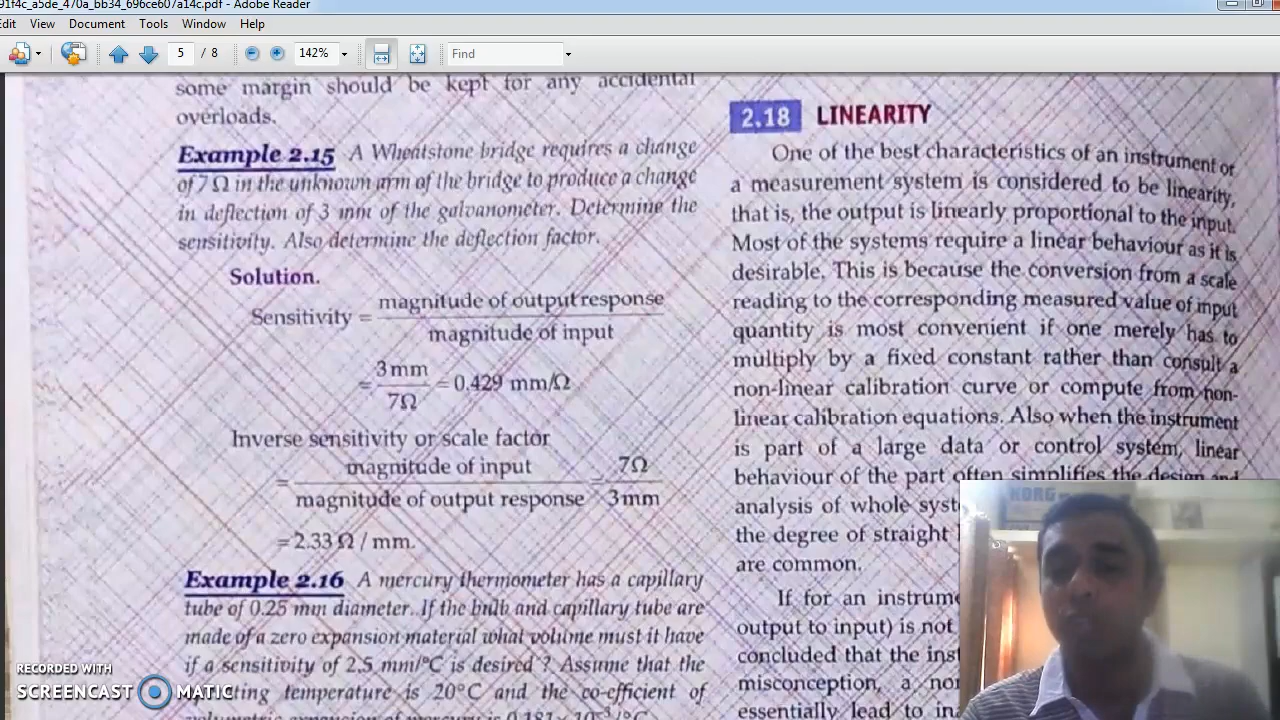 91f4c_a5de_470a_bb34_696ce607a14c.pdf - Adobe Reader
Edit View Document Tools Window Help
5 / 8 142% Find
some margin should be kept for any accidental
overloads.
Example 2.15 A Wheatstone bridge requires a change
of 7 Ω in the unknown arm of the bridge to produce a change
in deflection of 3 mm of the galvanometer. Determine the
sensitivity. Also determine the deflection factor.
Solution.
Sensitivity = magnitude of output response / magnitude of input
= 3 mm / 7Ω = 0.429 mm/Ω
Inverse sensitivity or scale factor
= magnitude of input / magnitude of output response = 7Ω / 3 mm
= 2.33 Ω / mm.
Example 2.16 A mercury thermometer has a capillary
tube of 0.25 mm diameter. If the bulb and capillary tube are
made of a zero expansion material what volume must it have
if a sensitivity of 2.5 mm/°C is desired ? Assume that the
temperature is 20°C and the co-efficient of
volumetric expansion of mercury is 0.181 × 10⁻³/°C
2.18 LINEARITY
One of the best characteristics of an instrument or
a measurement system is considered to be linearity,
that is, the output is linearly proportional to the input.
Most of the systems require a linear behaviour as it is
desirable. This is because the conversion from a scale
reading to the corresponding measured value of input
quantity is most convenient if one merely has to
multiply by a fixed constant rather than consult a
non-linear calibration curve or compute from non-
linear calibration equations. Also when the instrument
is part of a large data or control system, linear
behaviour of the part often simplifies the design and
analysis of whole syst
the degree of straight
are common.
If for an instrume
output to input) is not
concluded that the inst
misconception, a nor
essentially lead to ina
KORG
RECORDED WITH
SCREENCAST MATIC